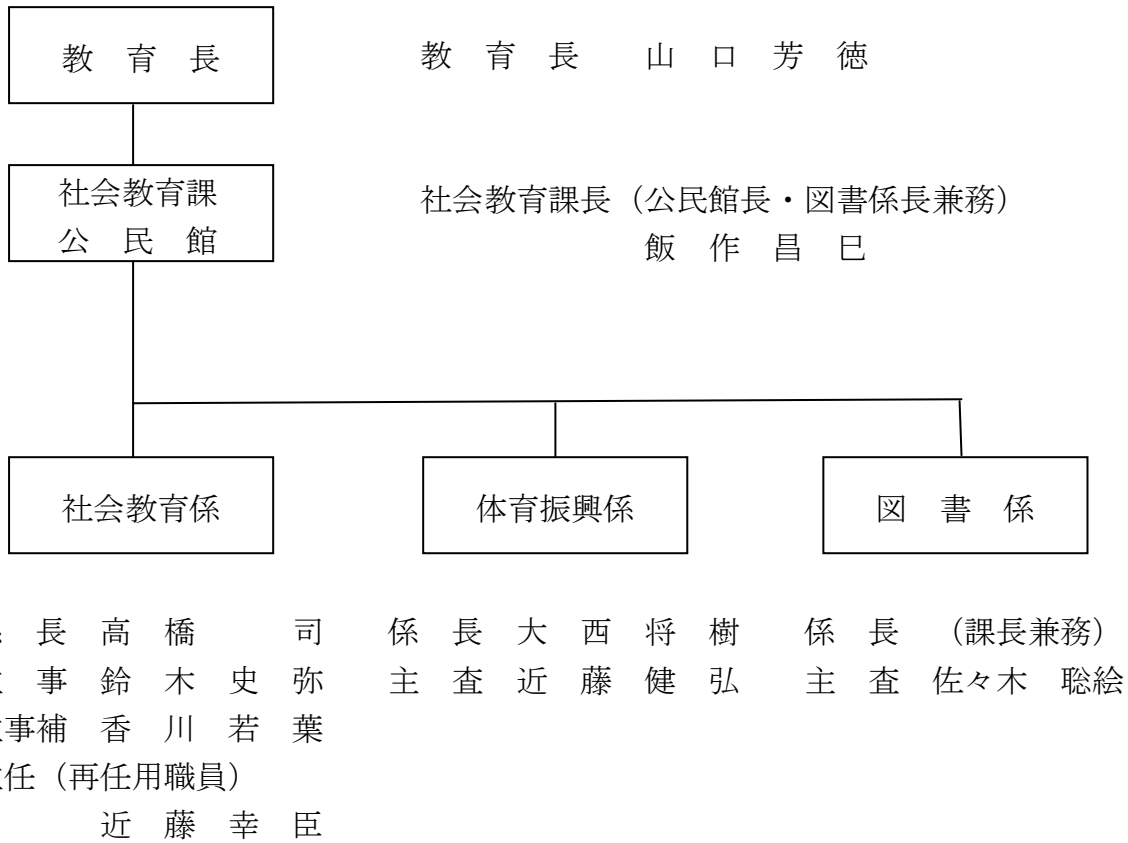 教　育　長
教　育　長　　山　口　芳　徳
社会教育課
公　民　館
社会教育課長（公民館長・図書係長兼務）
飯　作　昌　巳
社会教育係
体育振興係
図　書　係
長　高　橋　　　司
事　鈴　木　史　弥
事補　香　川　若　葉
任（再任用職員）
近　藤　幸　臣
係　長　大　西　将　樹
主　査　近　藤　健　弘
係　長　（課長兼務）
主　査　佐々木　聡絵